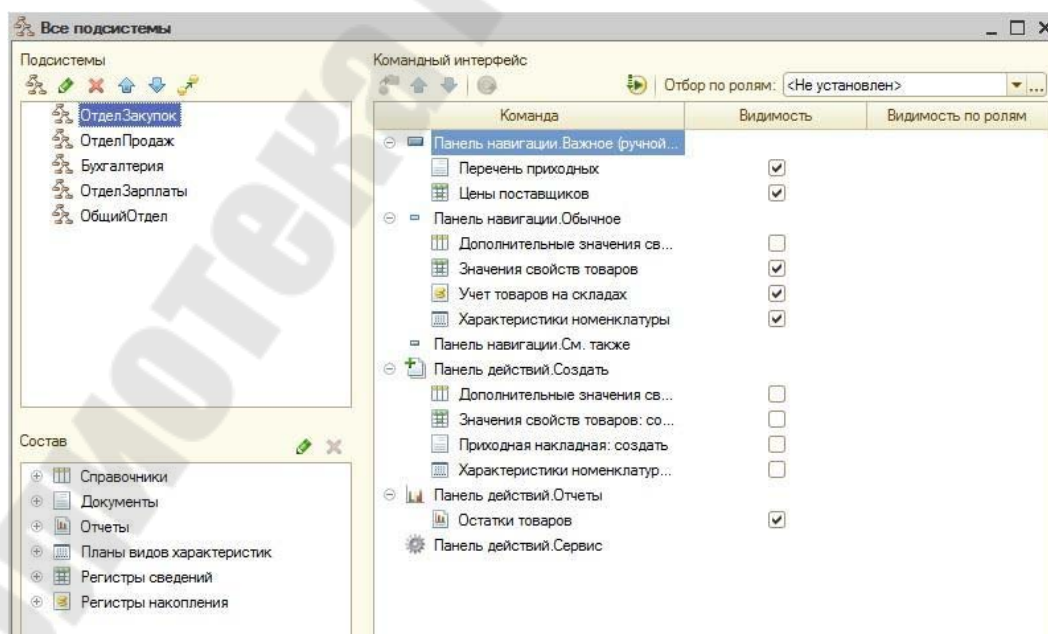 Все подсистемы
Подсистемы
ОтделЗакупок
ОтделПродаж
Бухгалтерия
ОтделЗарплаты
ОбщийОтдел
Состав
Справочники
Документы
Отчеты
Планы видов характеристик
Регистры сведений
Регистры накопления
Командный интерфейс
Отбор по ролям: <Не установлен>
Команда Видимость Видимость по ролям
Панель навигации.Важное (ручной...
Перечень приходных
Цены поставщиков
Панель навигации.Обычное
Дополнительные значения св...
Значения свойств товаров
Учет товаров на складах
Характеристики номенклатуры
Панель навигации.См. также
Панель действий.Создать
Дополнительные значения св...
Значения свойств товаров: со...
Приходная накладная: создать
Характеристики номенклатур...
Панель действий.Отчеты
Остатки товаров
Панель действий.Сервис